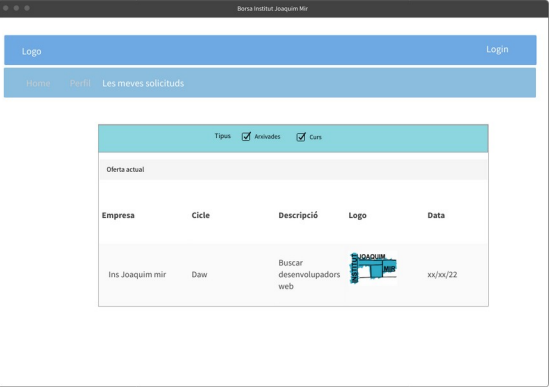 Borsa Institut Joaquim Mir
Logo
Login
Home Perfil Les meves solicituds
Tipus Arxivades Curs
Oferta actual
Empresa Cicle Descripció Logo Data
Ins Joaquim mir Daw Buscar desenvolupadors web INSTITUT JOAQUIM MIR xx/xx/22